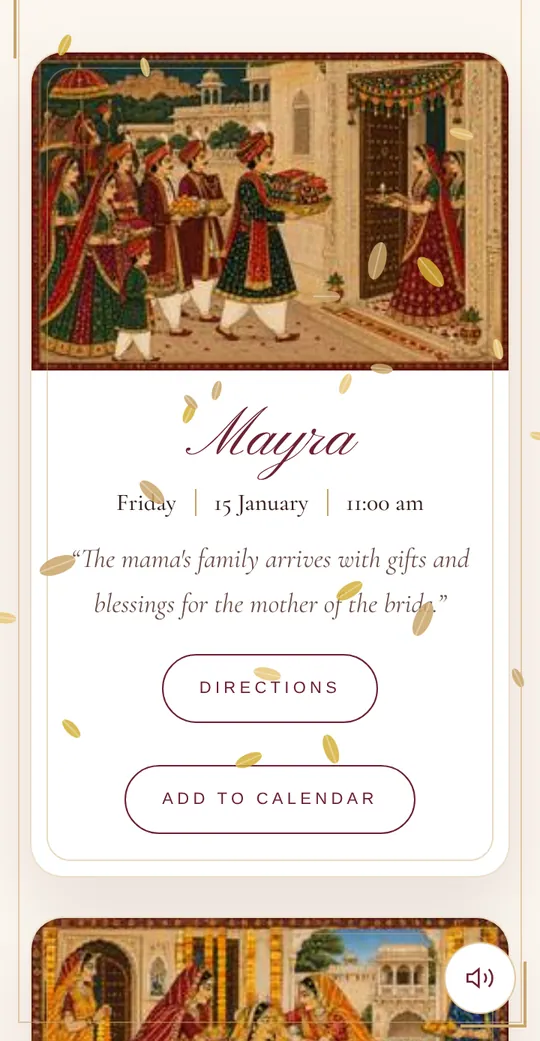 Mayra
Friday | 15 January | 11:00 am
“The mama's family arrives with gifts and
blessings for the mother of the bride.”
DIRECTIONS
ADD TO CALENDAR